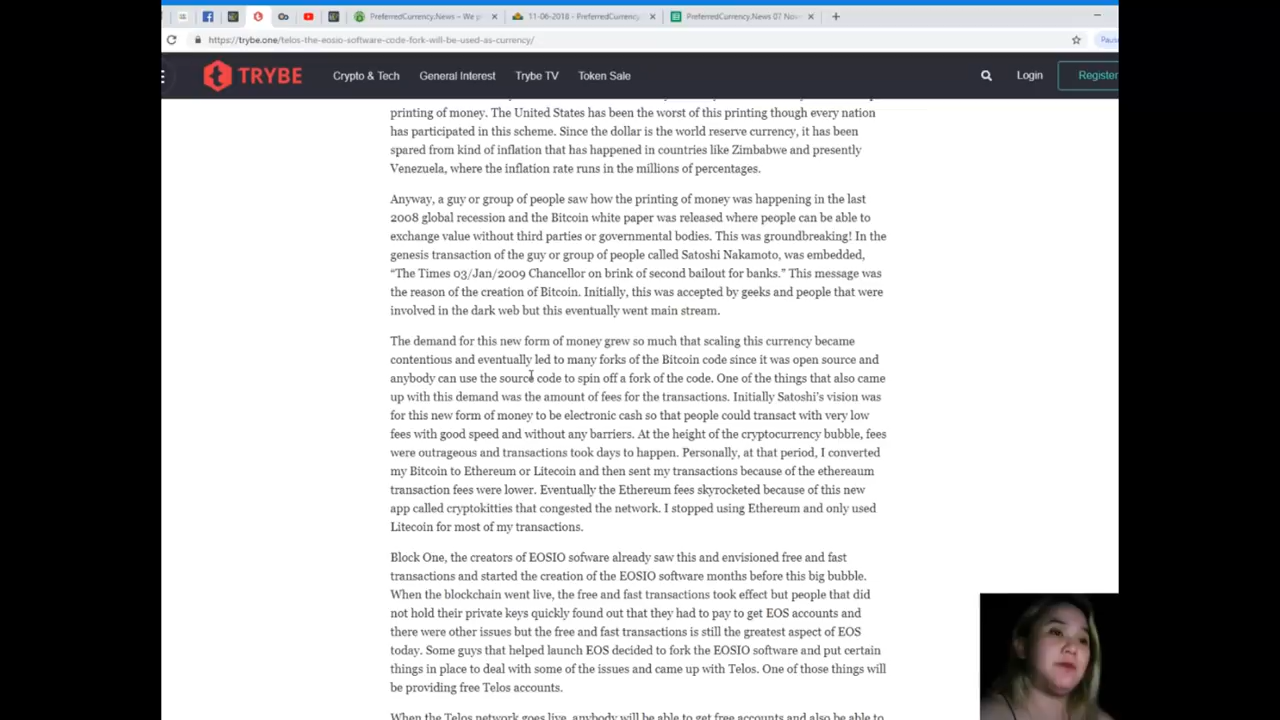 PreferredCurrency.News – We p
11-06-2018 - PreferredCurrency.
PreferredCurrency.News 07 Nov
https://trybe.one/telos-the-eosio-software-code-fork-will-be-used-as-currency/
Paus
TRYBE
Crypto & Tech
General Interest
Trybe TV
Token Sale
Login
Register
printing of money. The United States has been the worst of this printing though every nation
has participated in this scheme. Since the dollar is the world reserve currency, it has been
spared from kind of inflation that has happened in countries like Zimbabwe and presently
Venezuela, where the inflation rate runs in the millions of percentages.
Anyway, a guy or group of people saw how the printing of money was happening in the last
2008 global recession and the Bitcoin white paper was released where people can be able to
exchange value without third parties or governmental bodies. This was groundbreaking! In the
genesis transaction of the guy or group of people called Satoshi Nakamoto, was embedded,
“The Times 03/Jan/2009 Chancellor on brink of second bailout for banks.” This message was
the reason of the creation of Bitcoin. Initially, this was accepted by geeks and people that were
involved in the dark web but this eventually went main stream.
The demand for this new form of money grew so much that scaling this currency became
contentious and eventually led to many forks of the Bitcoin code since it was open source and
anybody can use the source code to spin off a fork of the code. One of the things that also came
up with this demand was the amount of fees for the transactions. Initially Satoshi’s vision was
for this new form of money to be electronic cash so that people could transact with very low
fees with good speed and without any barriers. At the height of the cryptocurrency bubble, fees
were outrageous and transactions took days to happen. Personally, at that period, I converted
my Bitcoin to Ethereum or Litecoin and then sent my transactions because of the ethereaum
transaction fees were lower. Eventually the Ethereum fees skyrocketed because of this new
app called cryptokitties that congested the network. I stopped using Ethereum and only used
Litecoin for most of my transactions.
Block One, the creators of EOSIO sofware already saw this and envisioned free and fast
transactions and started the creation of the EOSIO software months before this big bubble.
When the blockchain went live, the free and fast transactions took effect but people that did
not hold their private keys quickly found out that they had to pay to get EOS accounts and
there were other issues but the free and fast transactions is still the greatest aspect of EOS
today. Some guys that helped launch EOS decided to fork the EOSIO software and put certain
things in place to deal with some of the issues and came up with Telos. One of those things will
be providing free Telos accounts.
When the Telos network goes live, anybody will be able to get free accounts and also be able to